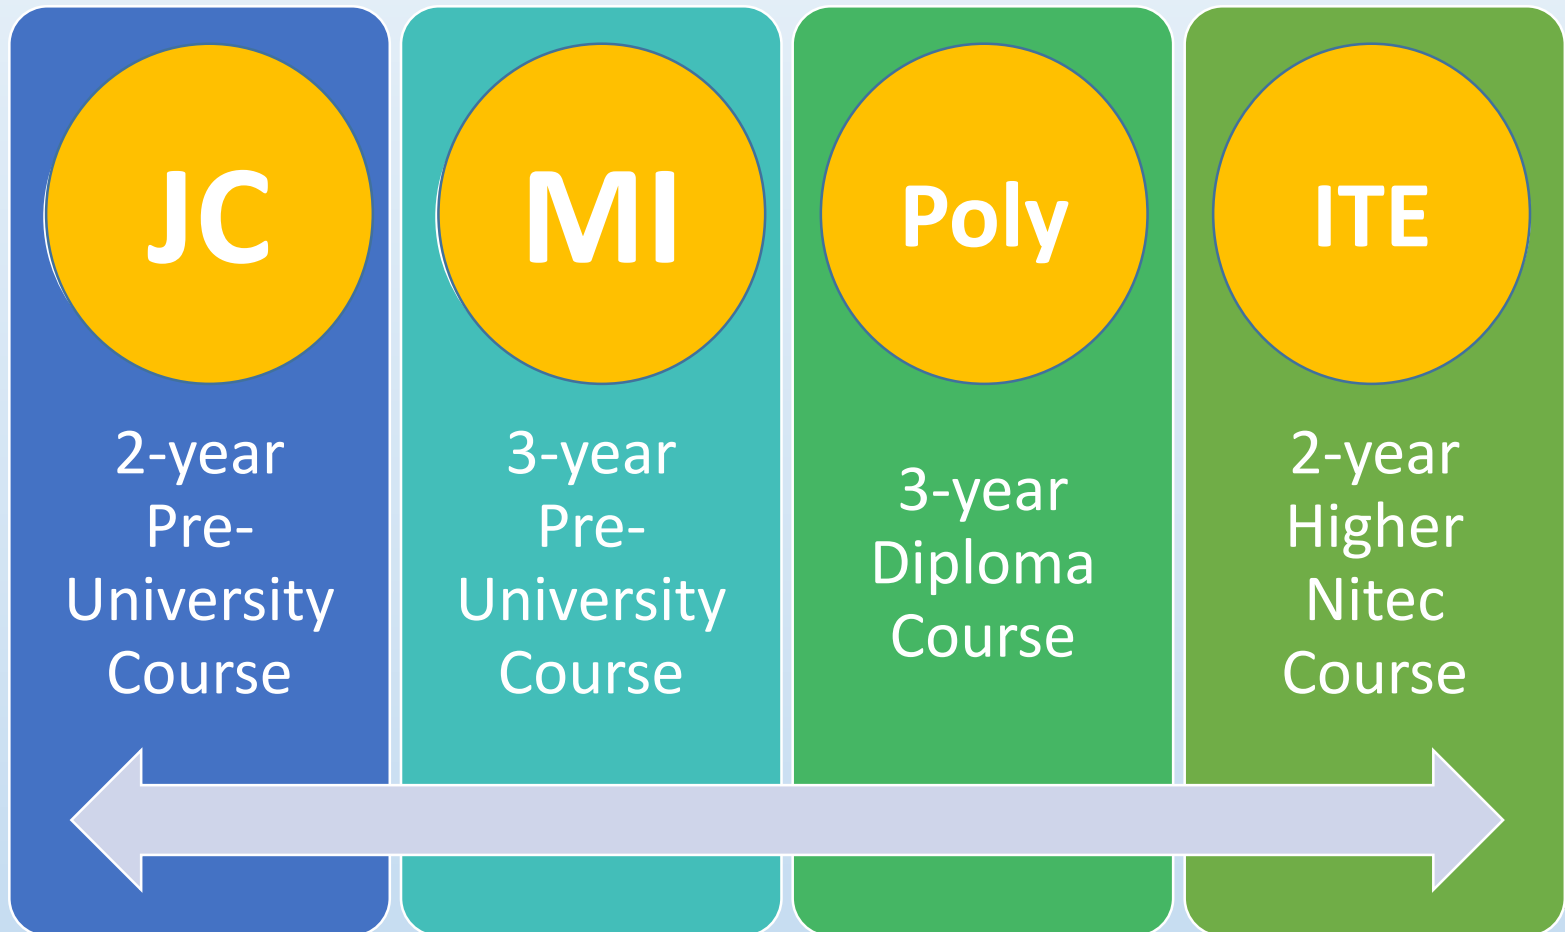 JC
2-year
Pre-
University
Course
MI
3-year
Pre-
University
Course
Poly
3-year
Diploma
Course
ITE
2-year
Higher
Nitec
Course